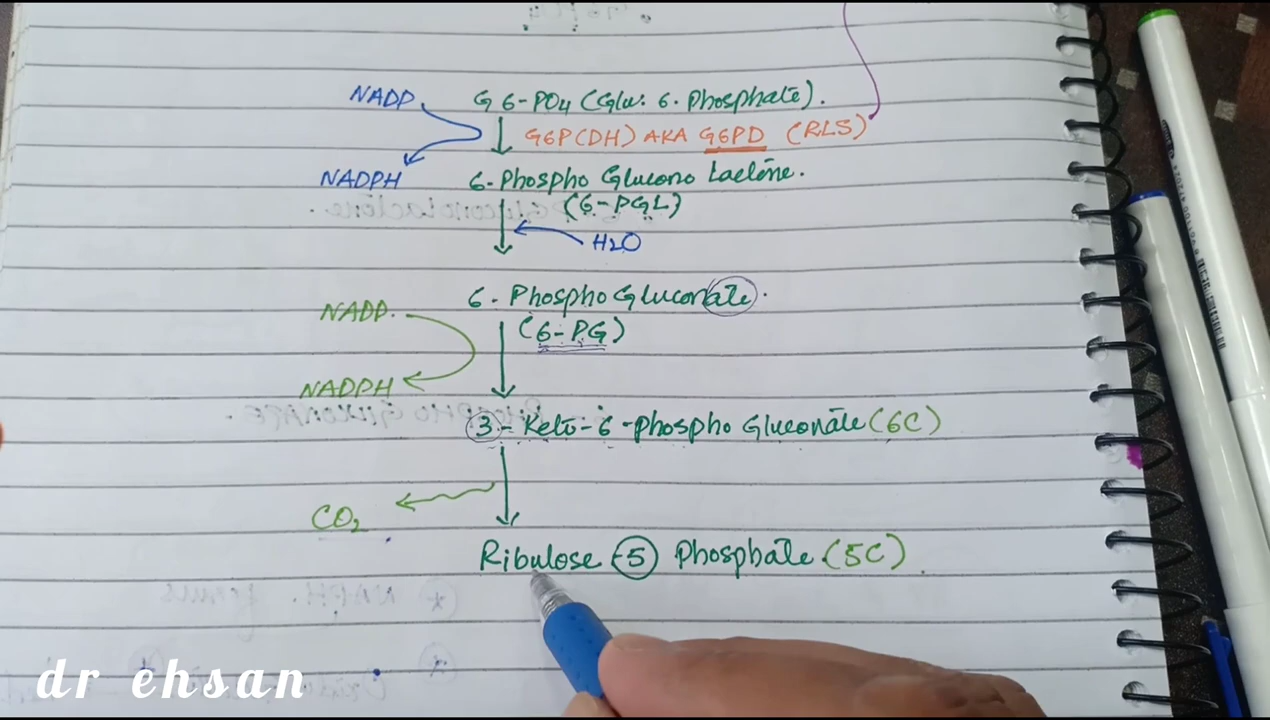 NADP
G 6-PO4 (Glu. 6. Phosphate).
G6P(DH) AKA G6PD (RLS)
NADPH
6-Phospho Glucono Lactone.
(6-PGL)
H2O
6-Phospho Gluconate.
NADP.
(6-PG)
NADPH
3-Keto-6-phospho Gluconate (6C)
CO2
Ribulose-5 Phosphate (5C).
dr ehsan